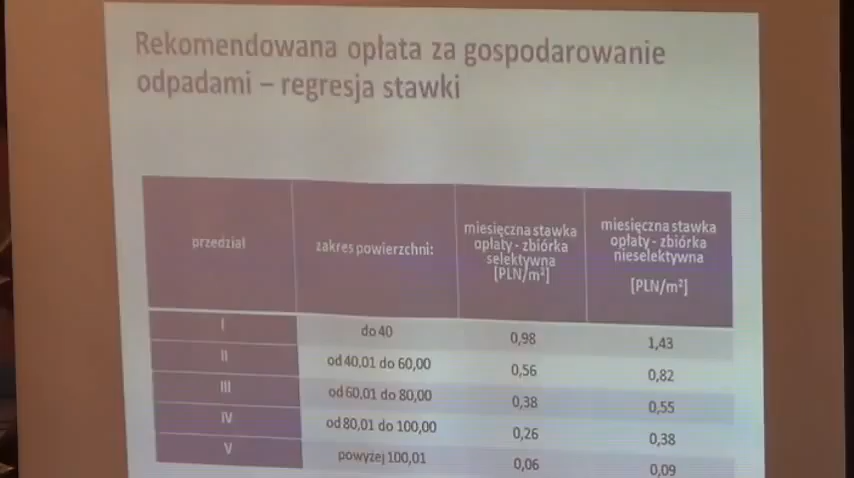 Rekomendowana opłata za gospodarowanie
odpadami – regresja stawki
przedział
zakres powierzchni:
miesięczna stawka
opłaty - zbiórka
selektywna
[PLN/m²]
miesięczna stawka
opłaty - zbiórka
nieselektywna
[PLN/m²]
I do 40 0,98 1,43
II od 40,01 do 60,00 0,56 0,82
III od 60,01 do 80,00 0,38 0,55
IV od 80,01 do 100,00 0,26 0,38
V powyżej 100,01 0,06 0,09